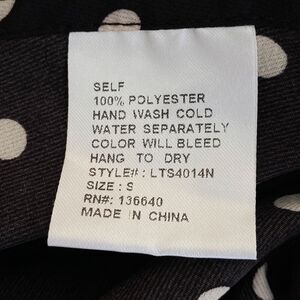 SELF
100% POLYESTER
HAND WASH COLD
WATER SEPARATELY
COLOR WILL BLEED
HANG TO DRY
STYLE#: LTS4014N
SIZE: S
RN#: 136640
MADE IN CHINA